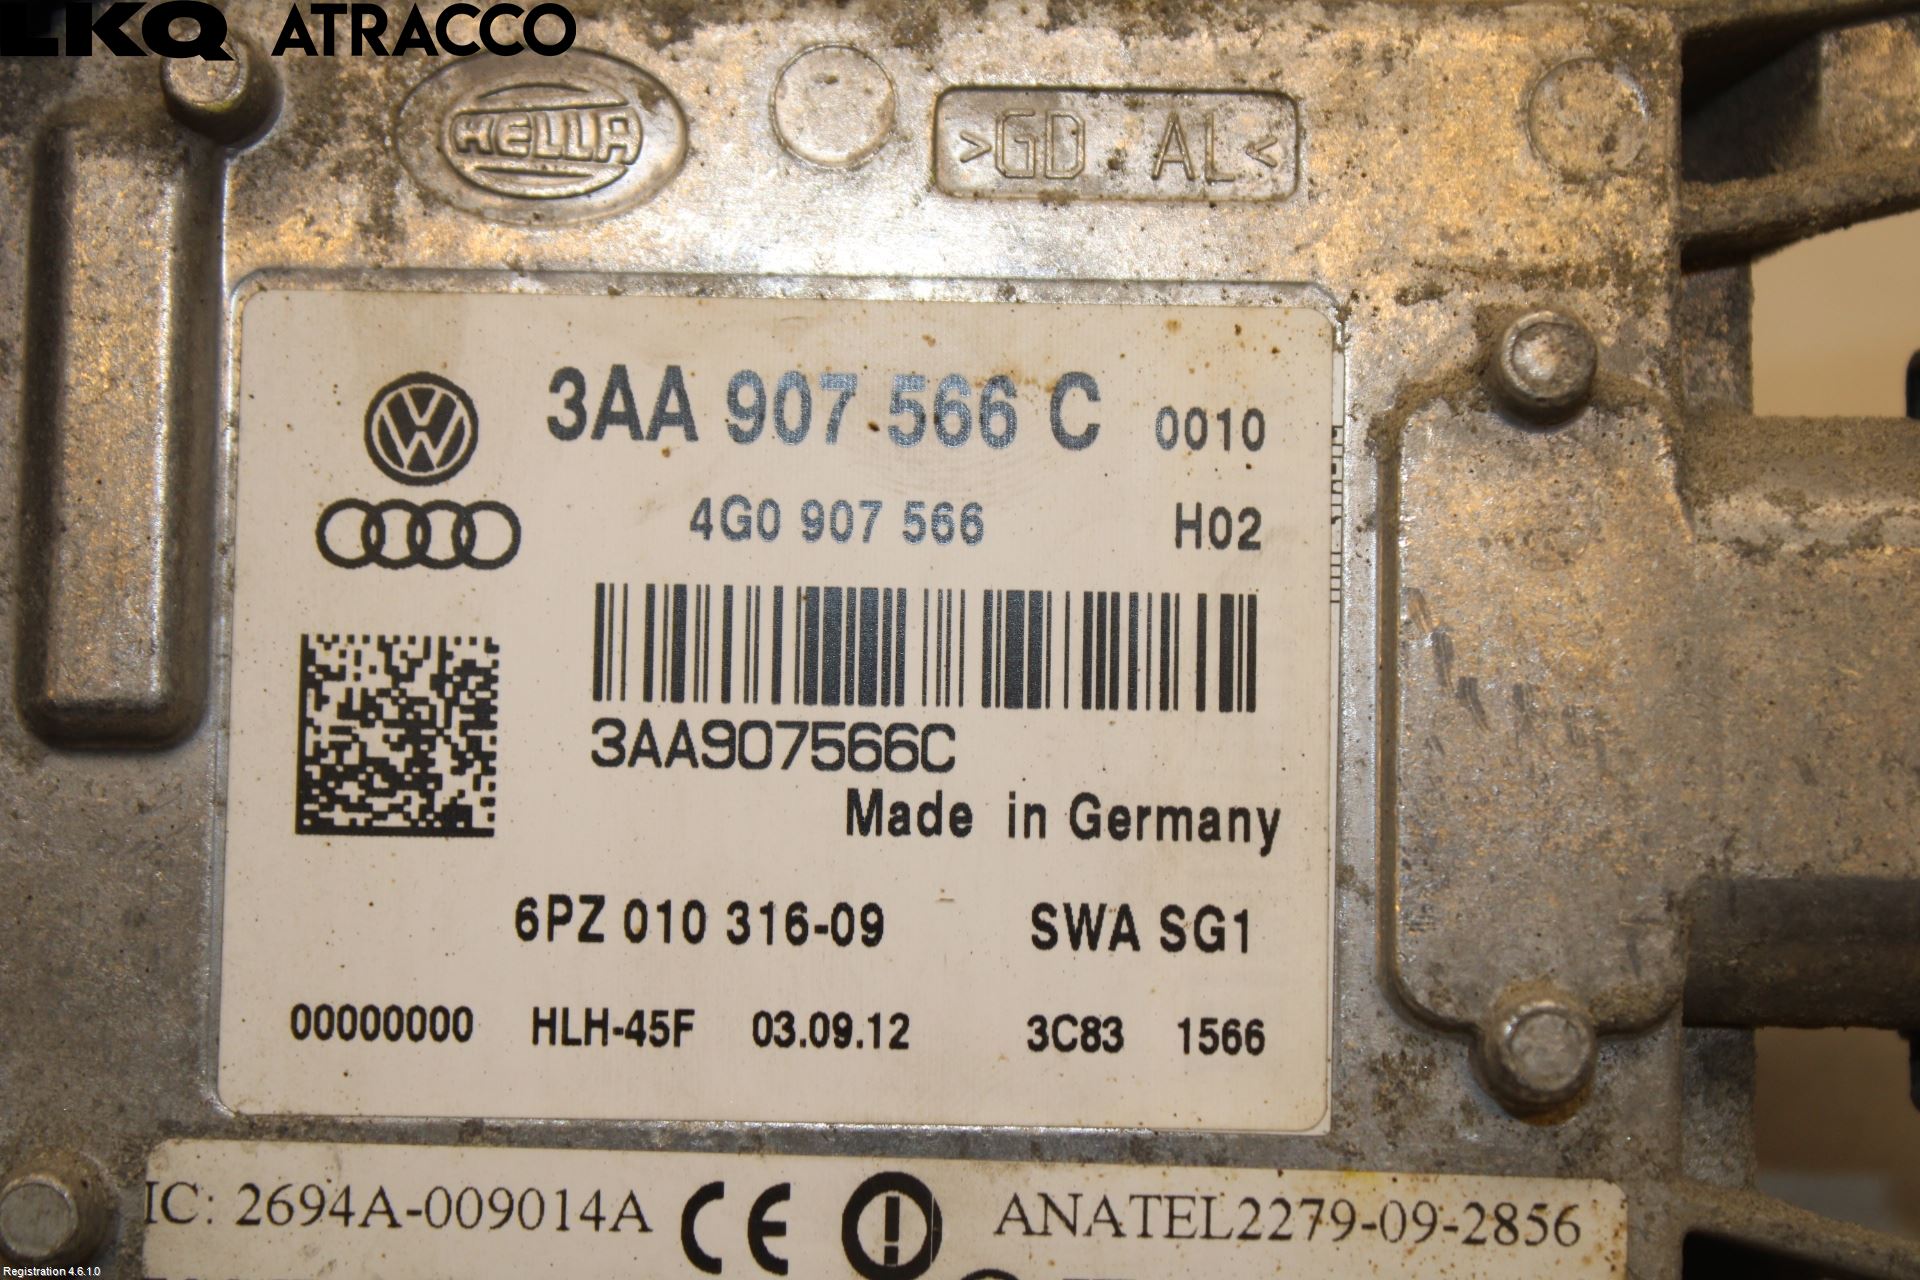 LKQ ATRACCO
HELLA
>GD . AL<
3AA 907 566 C 0010
4G0 907 566 H02
3AA907566C
Made in Germany
6PZ 010 316-09 SWA SG1
00000000 HLH-45F 03.09.12 3C83 1566
IC: 2694A-009014A CE ANATEL2279-09-2856
Registration 4.6.1.0